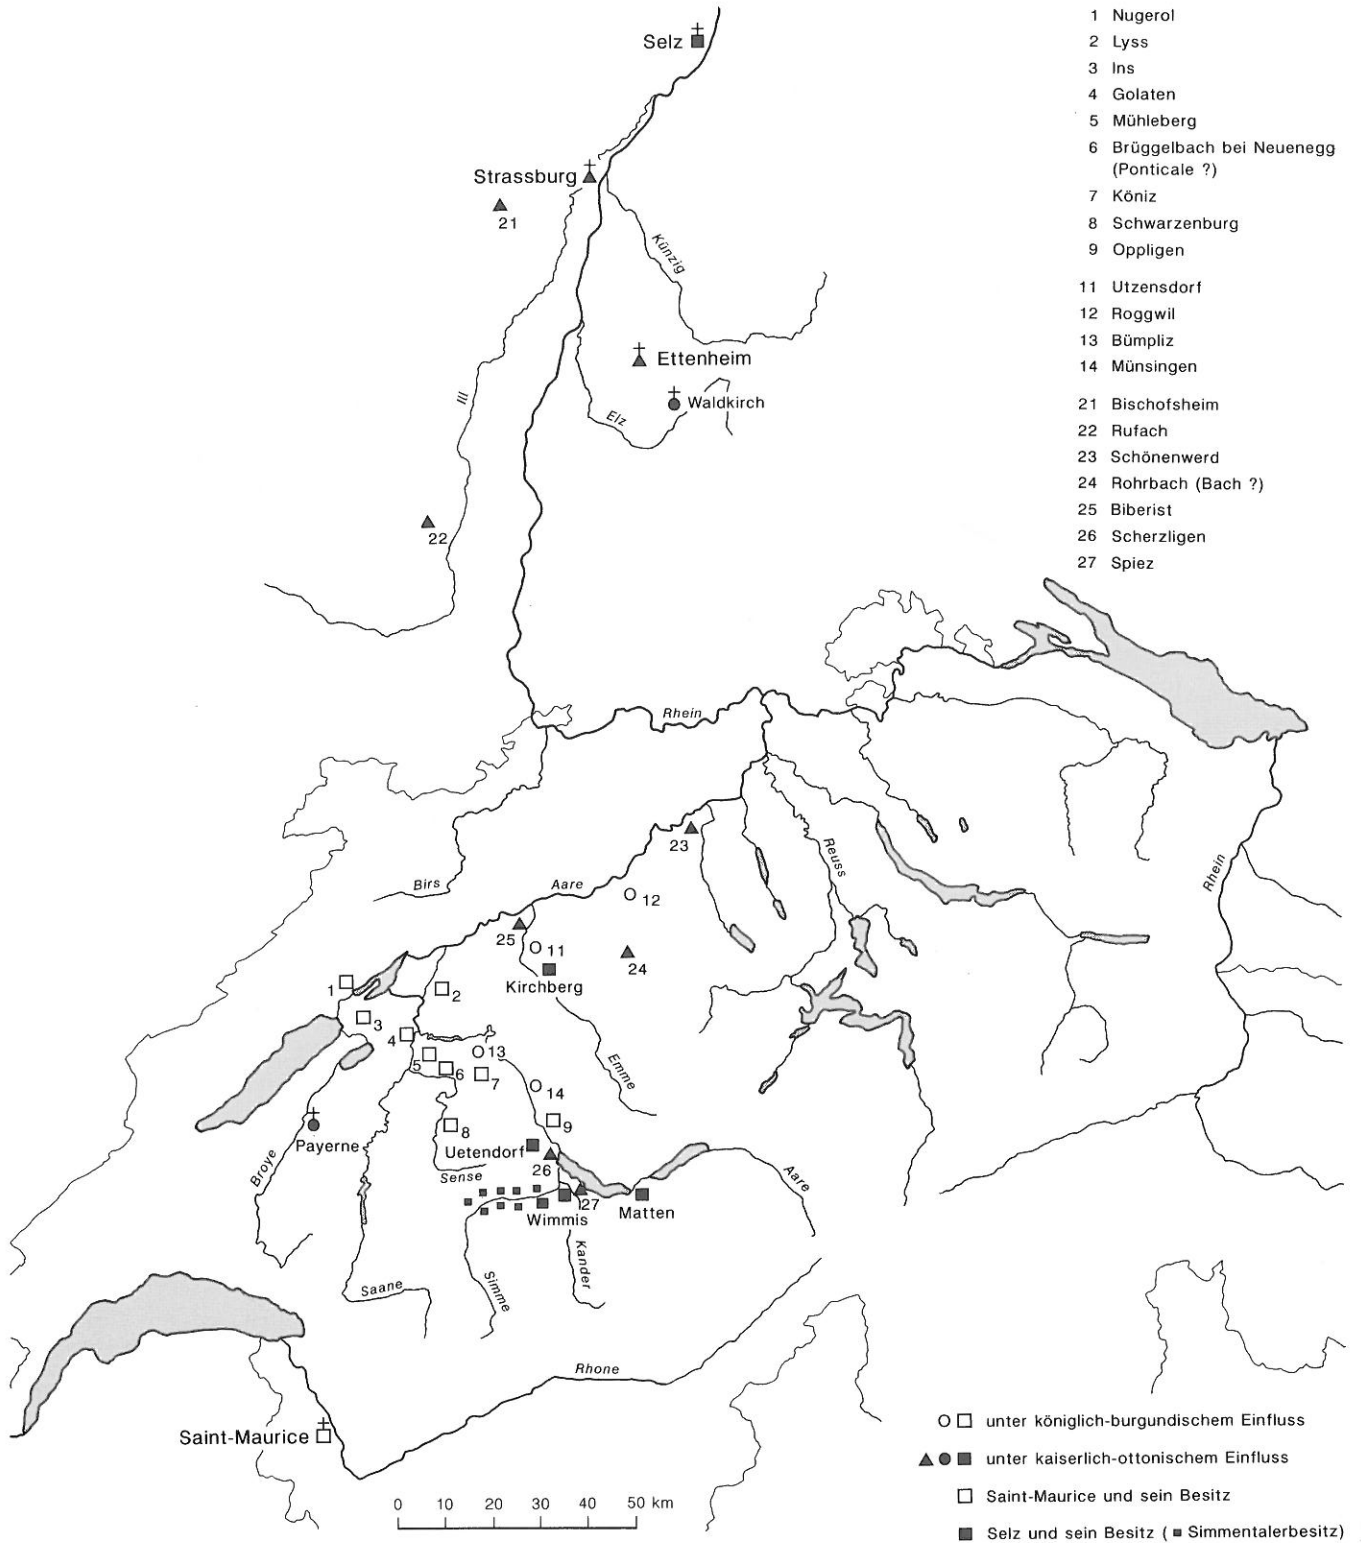 Selz
Strassburg
21
Künzig
Ettenheim
Waldkirch
Elz
Ill
22
1 Nugerol
2 Lyss
3 Ins
4 Golaten
5 Mühleberg
6 Brüggelbach bei Neuenegg
(Ponticale ?)
7 Köniz
8 Schwarzenburg
9 Oppligen
11 Utzensdorf
12 Roggwil
13 Bümpliz
14 Münsingen
21 Bischofsheim
22 Rufach
23 Schönenwerd
24 Rohrbach (Bach ?)
25 Biberist
26 Scherzligen
27 Spiez
Rhein
23
Reuss
Rhein
Birs
Aare
12
25
11
24
Kirchberg
1
2
3
4
13
5
6
7
Emme
14
8
9
Payerne
Uetendorf
26
Broye
Sense
Aare
27
Wimmis
Matten
Kander
Saane
Simme
Rhone
Saint-Maurice
0 10 20 30 40 50 km
unter königlich-burgundischem Einfluss
unter kaiserlich-ottonischem Einfluss
Saint-Maurice und sein Besitz
Selz und sein Besitz ( ▪ Simmentalerbesitz)